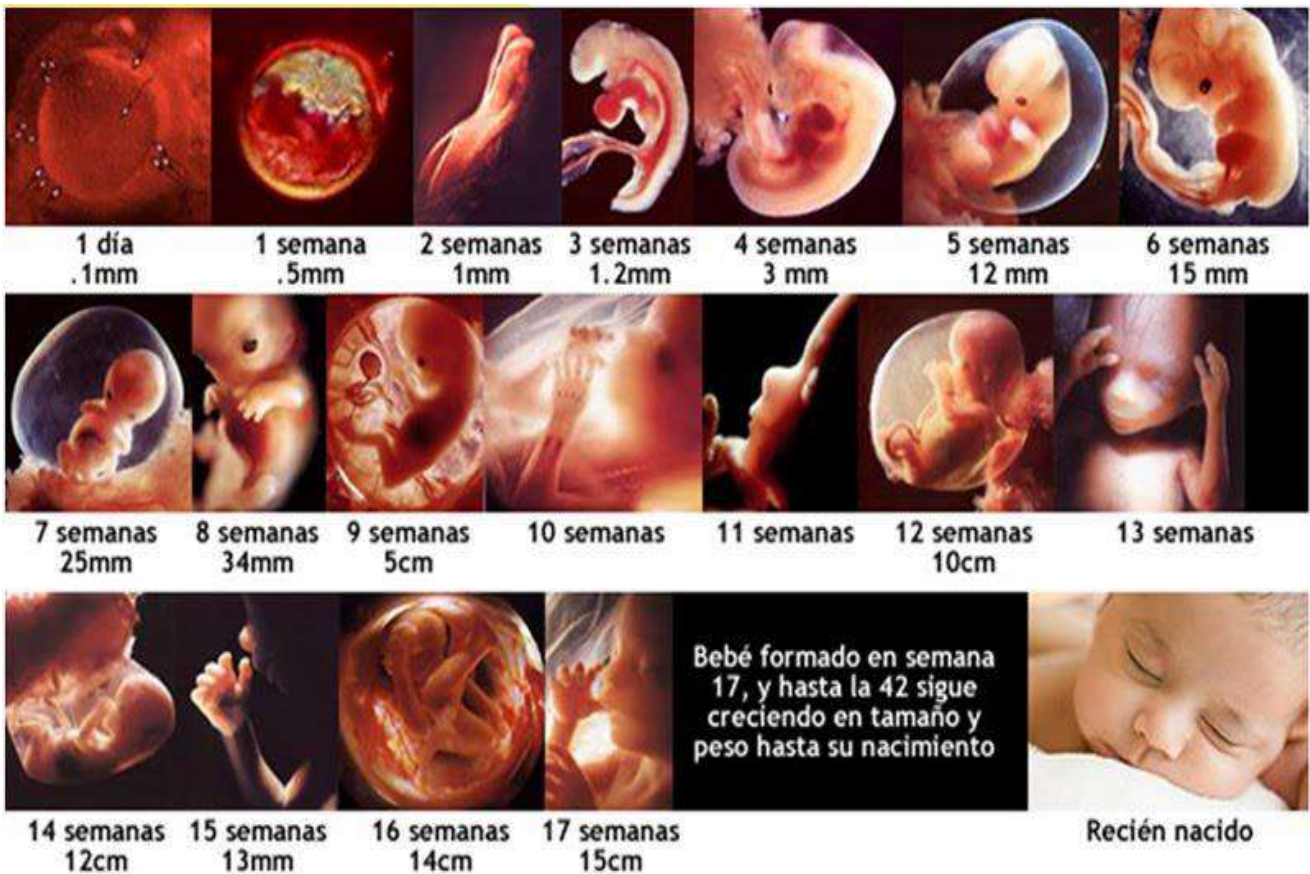 1 día
.1mm
1 semana
.5mm
2 semanas
1mm
3 semanas
1.2mm
4 semanas
3 mm
5 semanas
12 mm
6 semanas
15 mm
7 semanas
25mm
8 semanas
34mm
9 semanas
5cm
10 semanas
11 semanas
12 semanas
10cm
13 semanas
Bebé formado en semana
17, y hasta la 42 sigue
creciendo en tamaño y
peso hasta su nacimiento
14 semanas
12cm
15 semanas
13mm
16 semanas
14cm
17 semanas
15cm
Recién nacido